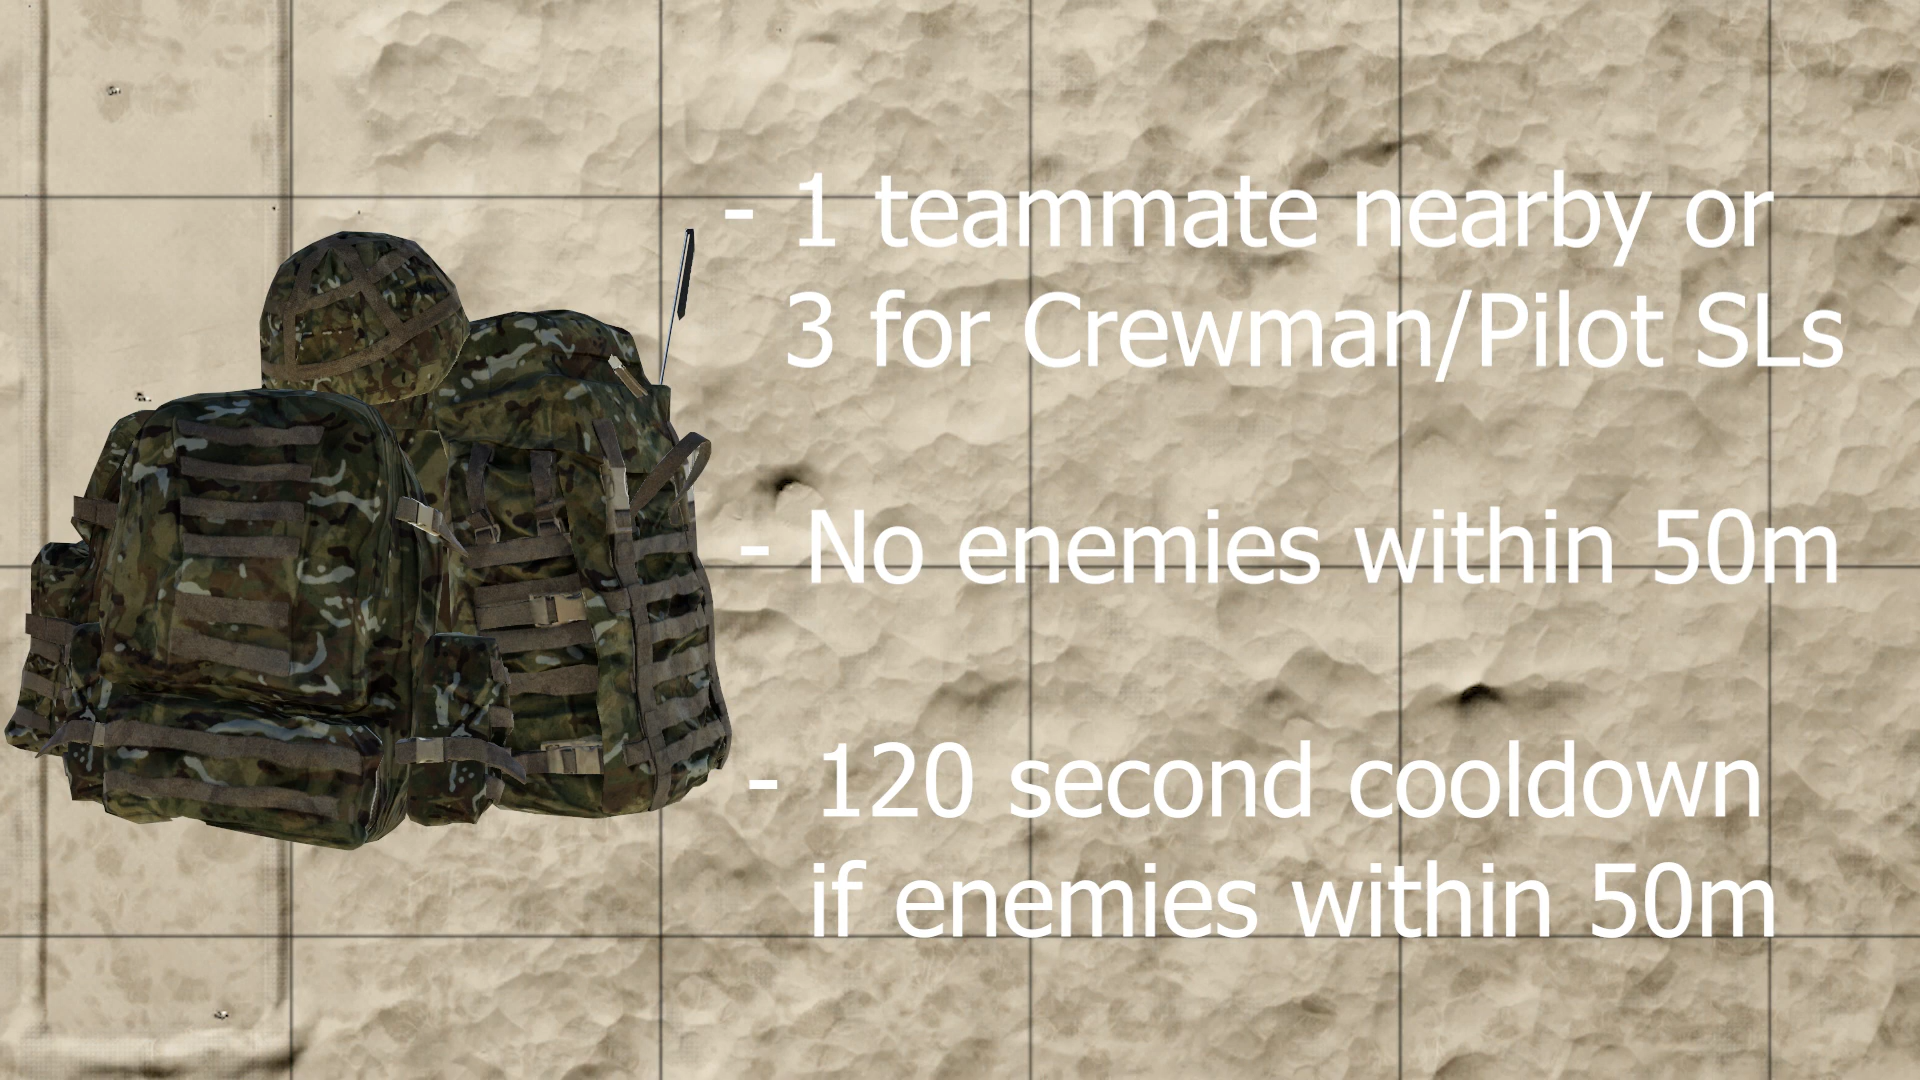 - 1 teammate nearby or
3 for Crewman/Pilot SLs
- No enemies within 50m
- 120 second cooldown
if enemies within 50m